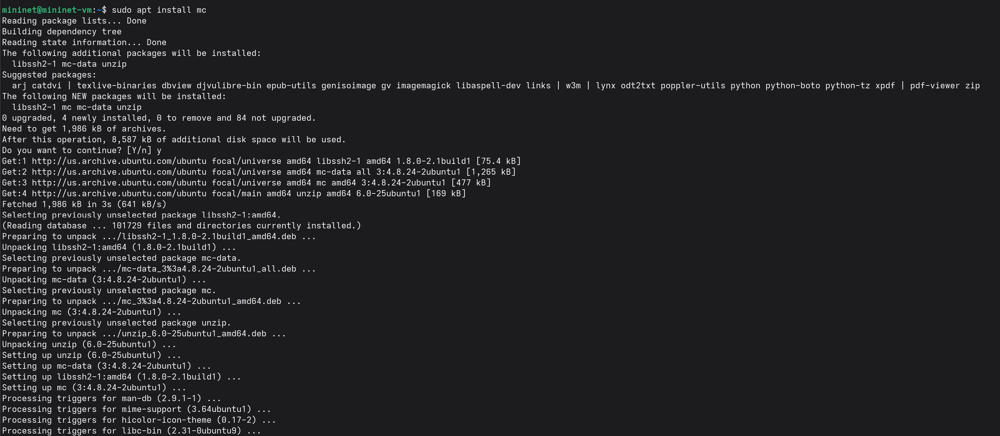 mininet@mininet-vm:~$ sudo apt install mc
Reading package lists... Done
Building dependency tree
Reading state information... Done
The following additional packages will be installed:
  libssh2-1 mc-data unzip
Suggested packages:
  arj catdvi | texlive-binaries dbview djvulibre-bin epub-utils genisoimage gv imagemagick libaspell-dev links | w3m | lynx odt2txt poppler-utils python python-boto python-tz xpdf | pdf-viewer zip
The following NEW packages will be installed:
  libssh2-1 mc mc-data unzip
0 upgraded, 4 newly installed, 0 to remove and 84 not upgraded.
Need to get 1,986 kB of archives.
After this operation, 8,587 kB of additional disk space will be used.
Do you want to continue? [Y/n] y
Get:1 http://us.archive.ubuntu.com/ubuntu focal/universe amd64 libssh2-1 amd64 1.8.0-2.1build1 [75.4 kB]
Get:2 http://us.archive.ubuntu.com/ubuntu focal/universe amd64 mc-data all 3:4.8.24-2ubuntu1 [1,265 kB]
Get:3 http://us.archive.ubuntu.com/ubuntu focal/universe amd64 mc amd64 3:4.8.24-2ubuntu1 [477 kB]
Get:4 http://us.archive.ubuntu.com/ubuntu focal/main amd64 unzip amd64 6.0-25ubuntu1 [169 kB]
Fetched 1,986 kB in 3s (641 kB/s)
Selecting previously unselected package libssh2-1:amd64.
(Reading database ... 101729 files and directories currently installed.)
Preparing to unpack .../libssh2-1_1.8.0-2.1build1_amd64.deb ...
Unpacking libssh2-1:amd64 (1.8.0-2.1build1) ...
Selecting previously unselected package mc-data.
Preparing to unpack .../mc-data_3%3a4.8.24-2ubuntu1_all.deb ...
Unpacking mc-data (3:4.8.24-2ubuntu1) ...
Selecting previously unselected package mc.
Preparing to unpack .../mc_3%3a4.8.24-2ubuntu1_amd64.deb ...
Unpacking mc (3:4.8.24-2ubuntu1) ...
Selecting previously unselected package unzip.
Preparing to unpack .../unzip_6.0-25ubuntu1_amd64.deb ...
Unpacking unzip (6.0-25ubuntu1) ...
Setting up unzip (6.0-25ubuntu1) ...
Setting up mc-data (3:4.8.24-2ubuntu1) ...
Setting up libssh2-1:amd64 (1.8.0-2.1build1) ...
Setting up mc (3:4.8.24-2ubuntu1) ...
Processing triggers for man-db (2.9.1-1) ...
Processing triggers for mime-support (3.64ubuntu1) ...
Processing triggers for hicolor-icon-theme (0.17-2) ...
Processing triggers for libc-bin (2.31-0ubuntu9) ...